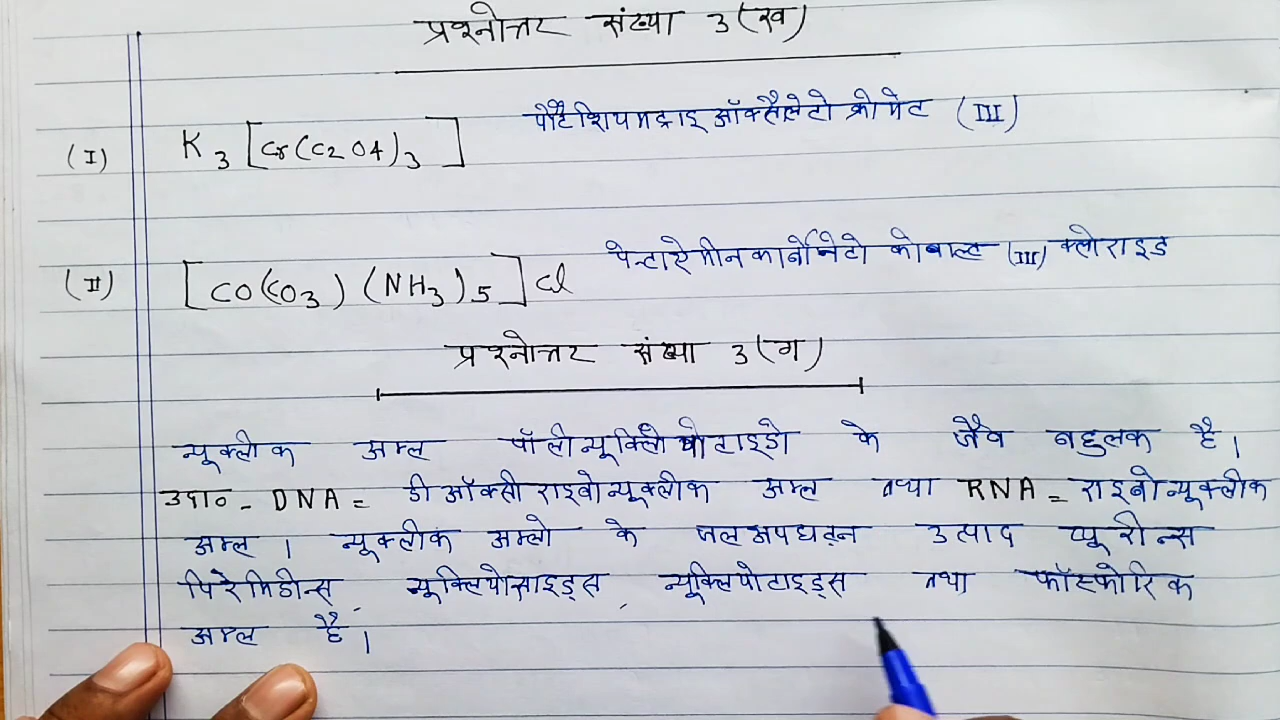 प्रश्नोत्तर संख्या 3(ख)
(I) K3[Cr(C2O4)3] पोटैशियमट्राइऑक्सैलेटो क्रोमेट (III)
(II) [CO(CO3) (NH3)5]Cl पेन्टाऐमीनकार्बोनेटो कोबाल्ट (III) क्लोराइड
प्रश्नोत्तर संख्या 3(ग)
न्यूक्लीक अम्ल पॉलीन्यूक्लियोटाइडो के जैव बहुलक है।
उदा० - DNA = डीऑक्सीराइबोन्यूक्लीक अम्ल तथा RNA = राइबोन्यूक्लीक
अम्ल । न्यूक्लीक अम्लो के जलअपघटन उत्पाद प्यूरीन्स
पिरेमिडीन्स, न्यूक्लियोसाइड्स, न्यूक्लियोटाइड्स तथा फॉस्फोरिक
अम्ल है।